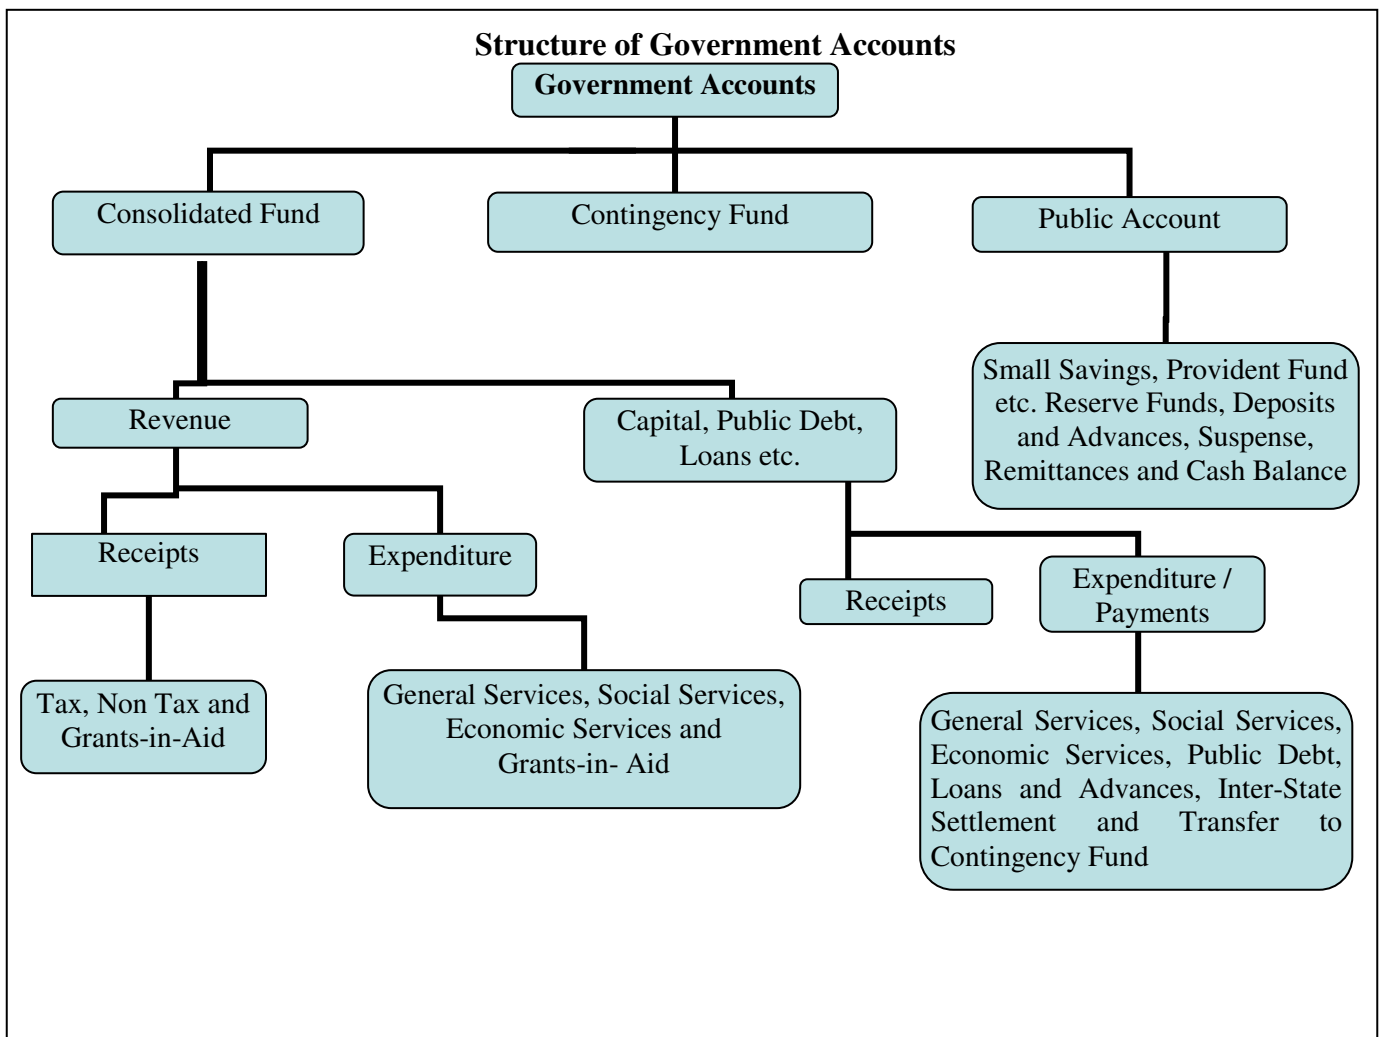 Structure of Government Accounts
Government Accounts
Consolidated Fund
Contingency Fund
Public Account
Small Savings, Provident Fund
etc. Reserve Funds, Deposits
and Advances, Suspense,
Remittances and Cash Balance
Revenue
Capital, Public Debt,
Loans etc.
Receipts
Expenditure
Receipts
Expenditure /
Payments
Tax, Non Tax and
Grants-in-Aid
General Services, Social Services,
Economic Services and
Grants-in- Aid
General Services, Social Services,
Economic Services, Public Debt,
Loans and Advances, Inter-State
Settlement and Transfer to
Contingency Fund